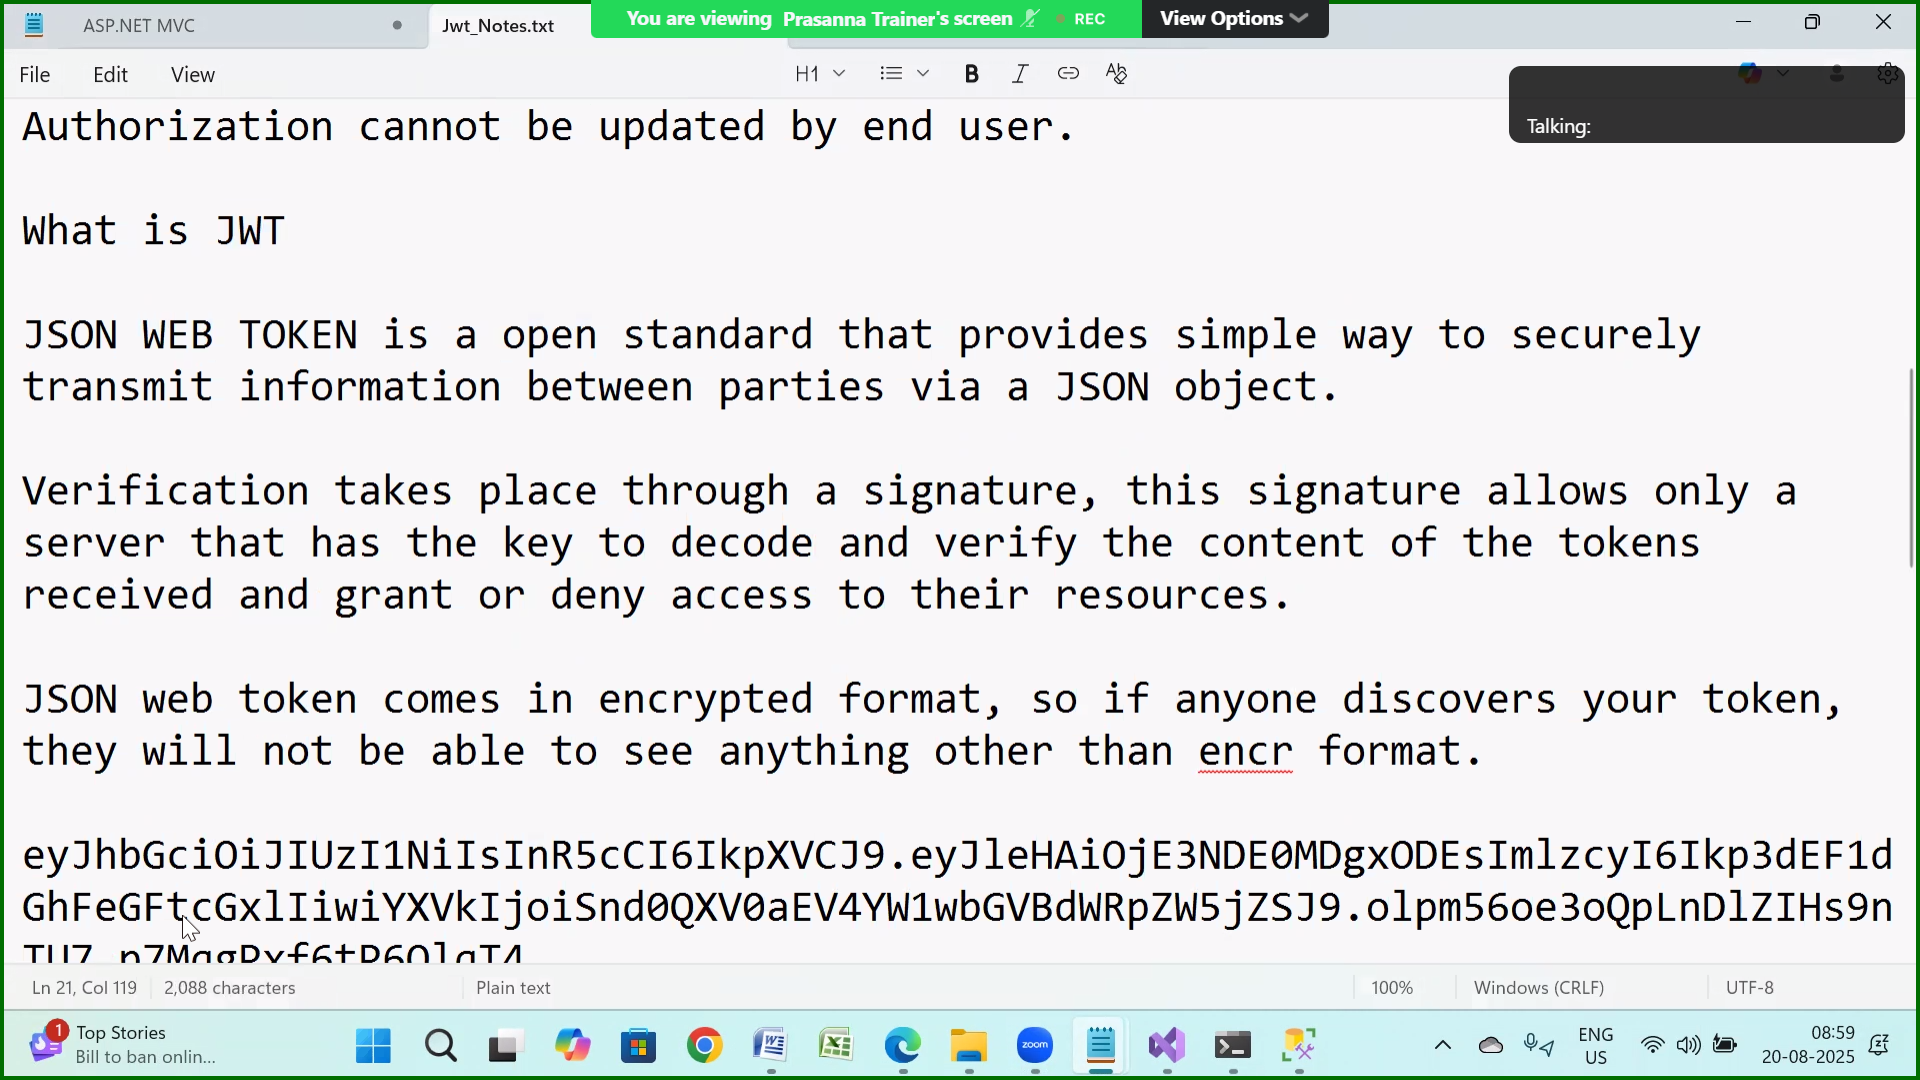 ASP.NET MVC
Jwt_Notes.txt
You are viewing Prasanna Trainer's screen
REC
View Options
File
Edit
View
H1
Talking:
Authorization cannot be updated by end user.
What is JWT
JSON WEB TOKEN is a open standard that provides simple way to securely
transmit information between parties via a JSON object.
Verification takes place through a signature, this signature allows only a
server that has the key to decode and verify the content of the tokens
received and grant or deny access to their resources.
JSON web token comes in encrypted format, so if anyone discovers your token,
they will not be able to see anything other than encr format.
eyJhbGciOiJIUzI1NiIsInR5cCI6IkpXVCJ9.eyJleHAiOjE3NDE0MDgxODEsImlzcyI6Ikp3dEF1d
GhFeGFtcGxlIiwiYXVkIjoiSnd0QXV0aEV4YW1wbGVBdWRpZW5jZSJ9.olpm56oe3oQpLnDlZIHs9n
Ln 21, Col 119
2,088 characters
Plain text
100%
Windows (CRLF)
UTF-8
1
Top Stories
Bill to ban onlin...
zoom
ENG
US
08:59
20-08-2025